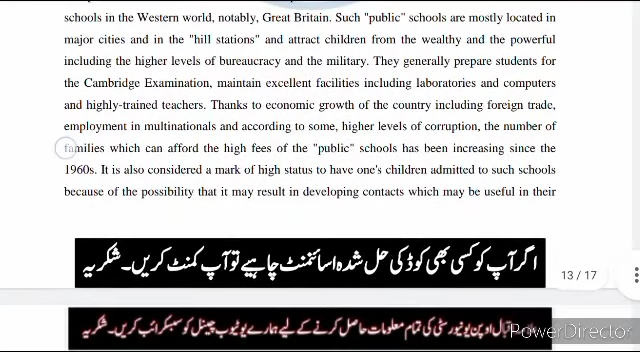 schools in the Western world, notably, Great Britain. Such "public" schools are mostly located in
major cities and in the "hill stations" and attract children from the wealthy and the powerful
including the higher levels of bureaucracy and the military. They generally prepare students for
the Cambridge Examination, maintain excellent facilities including laboratories and computers
and highly-trained teachers. Thanks to economic growth of the country including foreign trade,
employment in multinationals and according to some, higher levels of corruption, the number of
families which can afford the high fees of the "public" schools has been increasing since the
1960s. It is also considered a mark of high status to have one's children admitted to such schools
because of the possibility that it may result in developing contacts which may be useful in their
اگر آپ کو کسی بھی کوڈ کی حل شدہ اسائنمنٹ چاہیے تو آپ کمنٹ کریں۔ شکریہ
13 / 17
اقبال اوپن یونیورسٹی کی تمام معلومات حاصل کرنے کے لیے ہمارے یوٹیوب چینل کو سبسکرائب کریں۔ شکریہ
PowerDirector